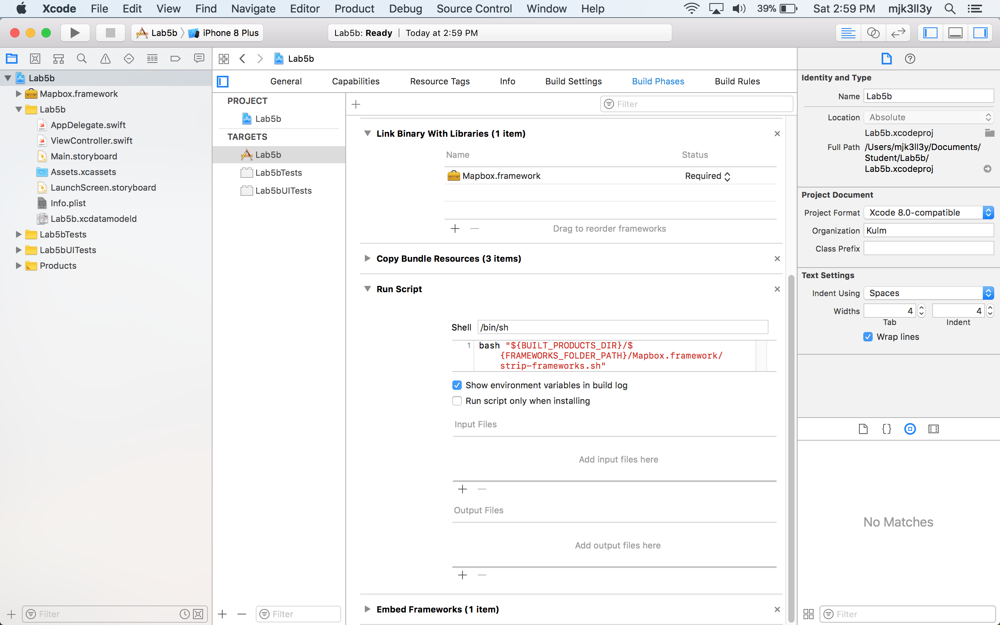 Xcode File Edit View Find Navigate Editor Product Debug Source Control Window Help 39% Sat 2:59 PM mjk3ll3y
Lab5b iPhone 8 Plus Lab5b: Ready Today at 2:59 PM
Lab5b
General Capabilities Resource Tags Info Build Settings Build Phases Build Rules
Lab5b
Mapbox.framework
Lab5b
AppDelegate.swift
ViewController.swift
Main.storyboard
Assets.xcassets
LaunchScreen.storyboard
Info.plist
Lab5b.xcdatamodeld
Lab5bTests
Lab5bUITests
Products
Filter
PROJECT
Lab5b
TARGETS
Lab5b
Lab5bTests
Lab5bUITests
Filter
Filter
Link Binary With Libraries (1 item)
Name Status
Mapbox.framework Required
Drag to reorder frameworks
Copy Bundle Resources (3 items)
Run Script
Shell /bin/sh
1 bash "${BUILT_PRODUCTS_DIR}/$
{FRAMEWORKS_FOLDER_PATH}/Mapbox.framework/
strip-frameworks.sh"
Show environment variables in build log
Run script only when installing
Input Files
Add input files here
Output Files
Add output files here
Embed Frameworks (1 item)
Identity and Type
Name Lab5b
Location Absolute
Lab5b.xcodeproj
Full Path /Users/mjk3ll3y/Documents/
Student/Lab5b/
Lab5b.xcodeproj
Project Document
Project Format Xcode 8.0-compatible
Organization Kulm
Class Prefix
Text Settings
Indent Using Spaces
Widths 4 4
Tab Indent
Wrap lines
No Matches
Filter